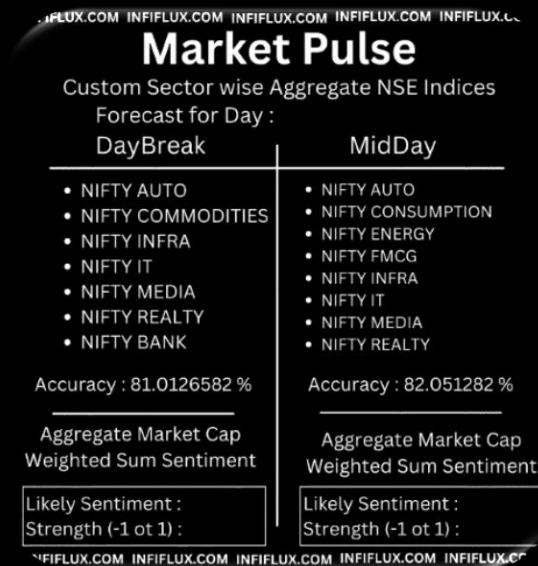 INFIFLUX.COM INFIFLUX.COM INFIFLUX.COM INFIFLUX.COM
Market Pulse
Custom Sector wise Aggregate NSE Indices
Forecast for Day :
DayBreak
• NIFTY AUTO
• NIFTY COMMODITIES
• NIFTY INFRA
• NIFTY IT
• NIFTY MEDIA
• NIFTY REALTY
• NIFTY BANK
Accuracy : 81.0126582 %
Aggregate Market Cap
Weighted Sum Sentiment
Likely Sentiment :
Strength (-1 ot 1) :
MidDay
• NIFTY AUTO
• NIFTY CONSUMPTION
• NIFTY ENERGY
• NIFTY FMCG
• NIFTY INFRA
• NIFTY IT
• NIFTY MEDIA
• NIFTY REALTY
Accuracy : 82.051282 %
Aggregate Market Cap
Weighted Sum Sentiment
Likely Sentiment :
Strength (-1 ot 1) :
INFIFLUX.COM INFIFLUX.COM INFIFLUX.COM INFIFLUX.COM INFIFLUX.CO